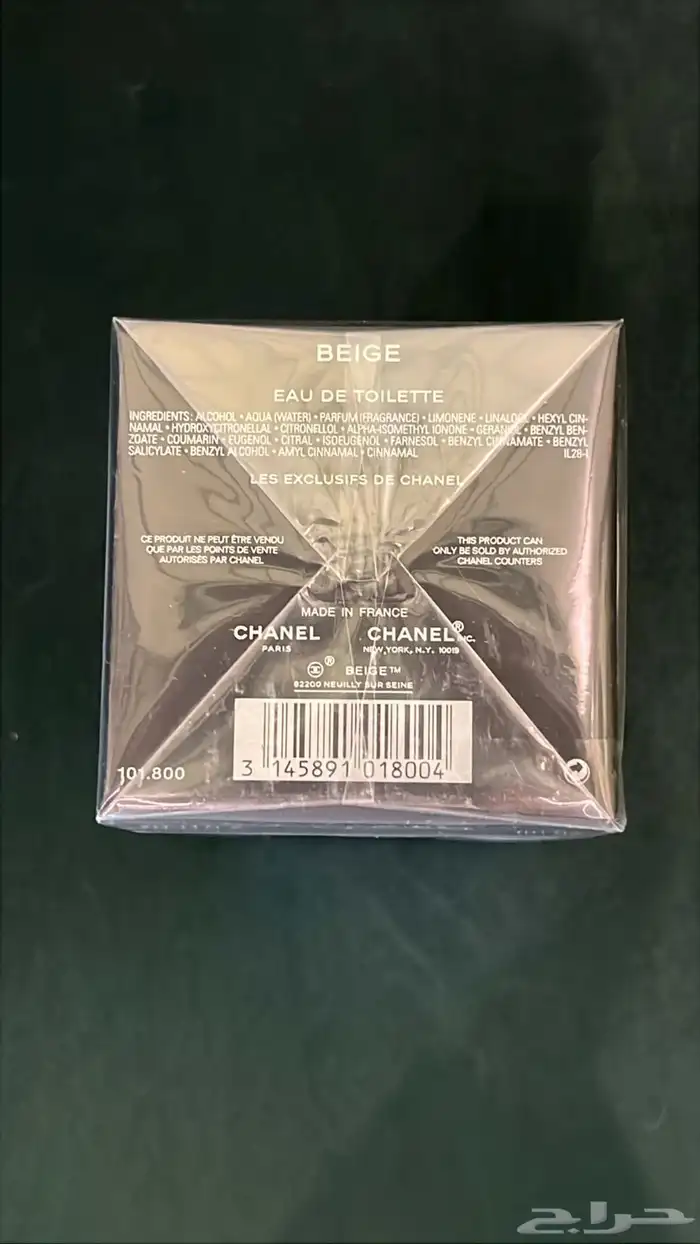 BEIGE
EAU DE TOILETTE
INGREDIENTS: ALCOHOL • AQUA (WATER) • PARFUM (FRAGRANCE) • LIMONENE • LINALOOL • HEXYL CIN-
NAMAL • HYDROXYCITRONELLAL • CITRONELLOL • ALPHA-ISOMETHYL IONONE • GERANIOL • BENZYL BEN-
ZOATE • COUMARIN • EUGENOL • CITRAL • ISOEUGENOL • FARNESOL • BENZYL CINNAMATE • BENZYL
SALICYLATE • BENZYL ALCOHOL • AMYL CINNAMAL • CINNAMAL IL28-I
LES EXCLUSIFS DE CHANEL
CE PRODUIT NE PEUT ÊTRE VENDU
QUE PAR LES POINTS DE VENTE
AUTORISÉS PAR CHANEL
THIS PRODUCT CAN
ONLY BE SOLD BY AUTHORIZED
CHANEL COUNTERS
MADE IN FRANCE
CHANEL CHANEL® INC.
PARIS NEW YORK, N.Y. 10019
® BEIGE™
92200 NEUILLY SUR SEINE
3 145891 018004
101.800
حراج